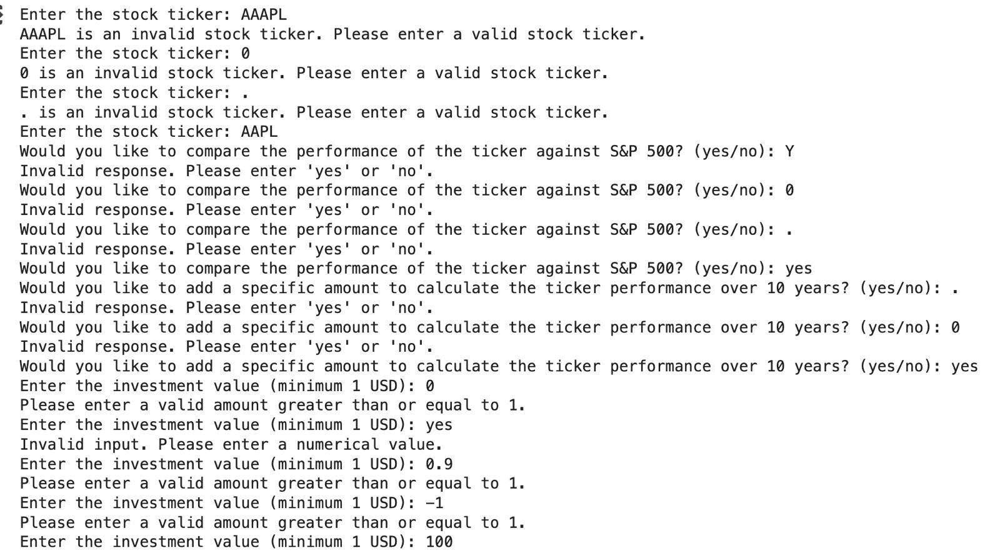 Enter the stock ticker: AAAPL
AAAPL is an invalid stock ticker. Please enter a valid stock ticker.
Enter the stock ticker: 0
0 is an invalid stock ticker. Please enter a valid stock ticker.
Enter the stock ticker: .
. is an invalid stock ticker. Please enter a valid stock ticker.
Enter the stock ticker: AAPL
Would you like to compare the performance of the ticker against S&P 500? (yes/no): Y
Invalid response. Please enter 'yes' or 'no'.
Would you like to compare the performance of the ticker against S&P 500? (yes/no): 0
Invalid response. Please enter 'yes' or 'no'.
Would you like to compare the performance of the ticker against S&P 500? (yes/no): .
Invalid response. Please enter 'yes' or 'no'.
Would you like to compare the performance of the ticker against S&P 500? (yes/no): yes
Would you like to add a specific amount to calculate the ticker performance over 10 years? (yes/no): .
Invalid response. Please enter 'yes' or 'no'.
Would you like to add a specific amount to calculate the ticker performance over 10 years? (yes/no): 0
Invalid response. Please enter 'yes' or 'no'.
Would you like to add a specific amount to calculate the ticker performance over 10 years? (yes/no): yes
Enter the investment value (minimum 1 USD): 0
Please enter a valid amount greater than or equal to 1.
Enter the investment value (minimum 1 USD): yes
Invalid input. Please enter a numerical value.
Enter the investment value (minimum 1 USD): 0.9
Please enter a valid amount greater than or equal to 1.
Enter the investment value (minimum 1 USD): −1
Please enter a valid amount greater than or equal to 1.
Enter the investment value (minimum 1 USD): 100